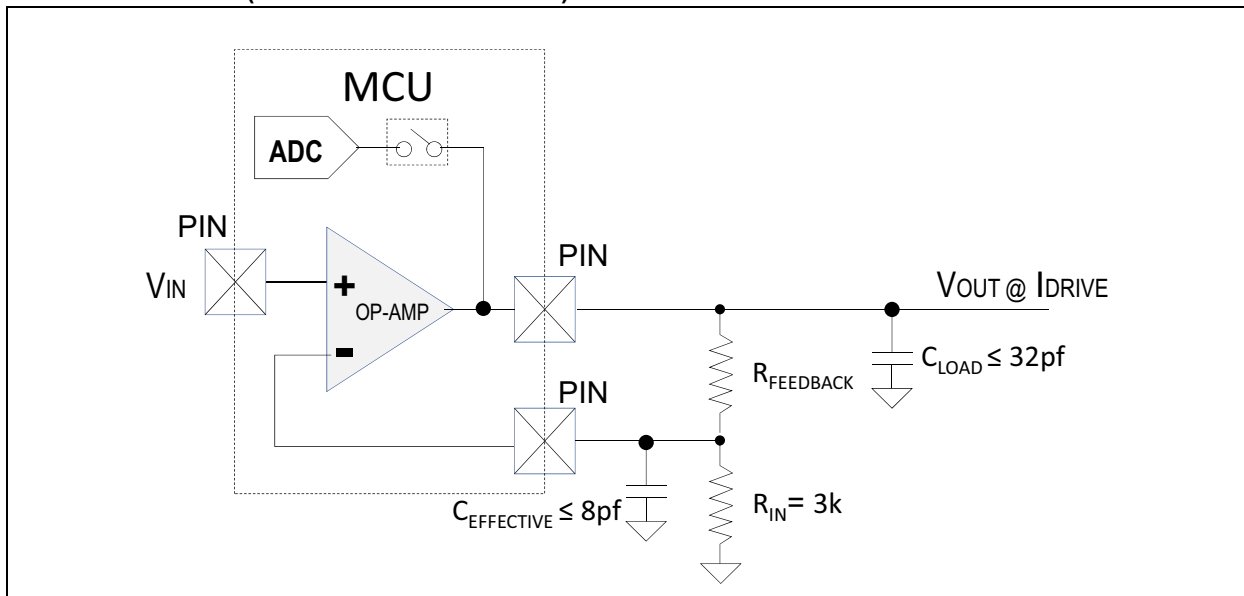 MCU
ADC
PIN
VIN
+
OP-AMP
-
PIN
VOUT @ IDRIVE
RFEEDBACK
CLOAD ≤ 32pf
PIN
CEFFECTIVE ≤ 8pf
RIN= 3k